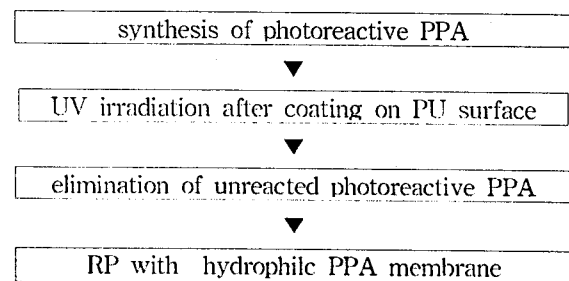 synthesis of photoreactive PPA
UV irradiation after coating on PU surface
elimination of unreacted photoreactive PPA
RP with hydrophilc PPA membrane